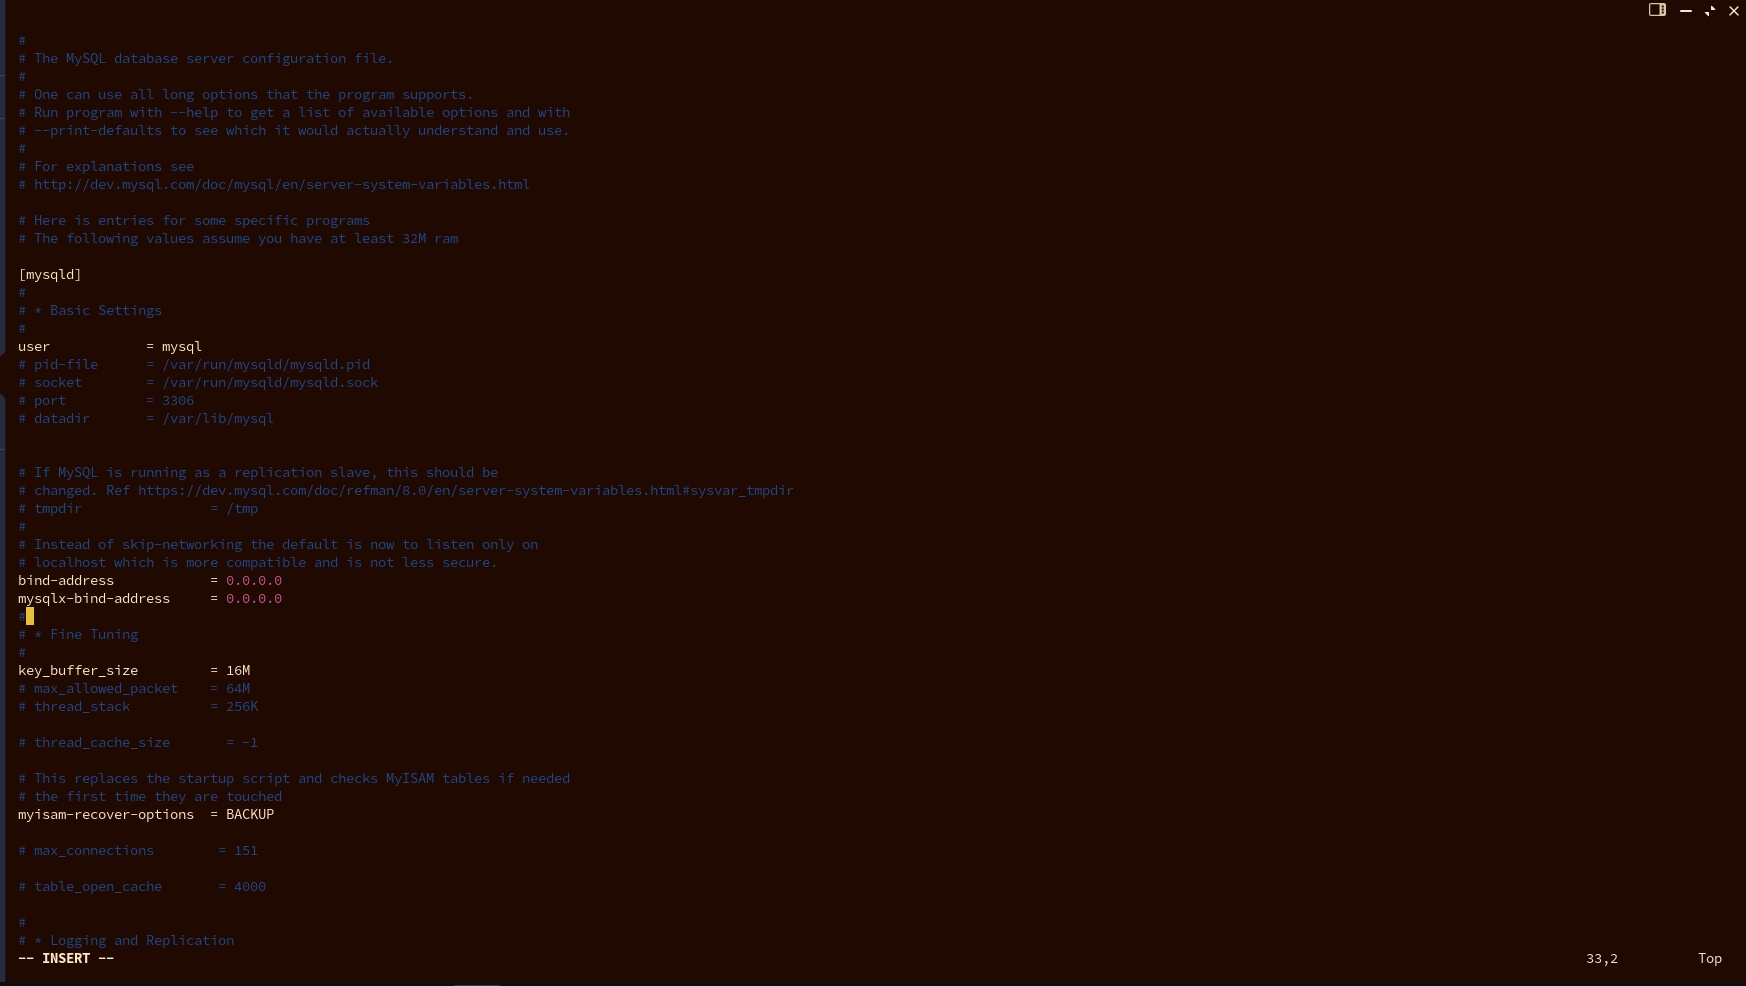 #
# The MySQL database server configuration file.
#
# One can use all long options that the program supports.
# Run program with --help to get a list of available options and with
# --print-defaults to see which it would actually understand and use.
#
# For explanations see
# http://dev.mysql.com/doc/mysql/en/server-system-variables.html

# Here is entries for some specific programs
# The following values assume you have at least 32M ram

[mysqld]
#
# * Basic Settings
#
user            = mysql
# pid-file      = /var/run/mysqld/mysqld.pid
# socket        = /var/run/mysqld/mysqld.sock
# port          = 3306
# datadir       = /var/lib/mysql


# If MySQL is running as a replication slave, this should be
# changed. Ref https://dev.mysql.com/doc/refman/8.0/en/server-system-variables.html#sysvar_tmpdir
# tmpdir                = /tmp
#
# Instead of skip-networking the default is now to listen only on
# localhost which is more compatible and is not less secure.
bind-address            = 0.0.0.0
mysqlx-bind-address     = 0.0.0.0
#
# * Fine Tuning
#
key_buffer_size         = 16M
# max_allowed_packet    = 64M
# thread_stack          = 256K

# thread_cache_size       = -1

# This replaces the startup script and checks MyISAM tables if needed
# the first time they are touched
myisam-recover-options  = BACKUP

# max_connections        = 151

# table_open_cache       = 4000

#
# * Logging and Replication
-- INSERT -- 33,2 Top